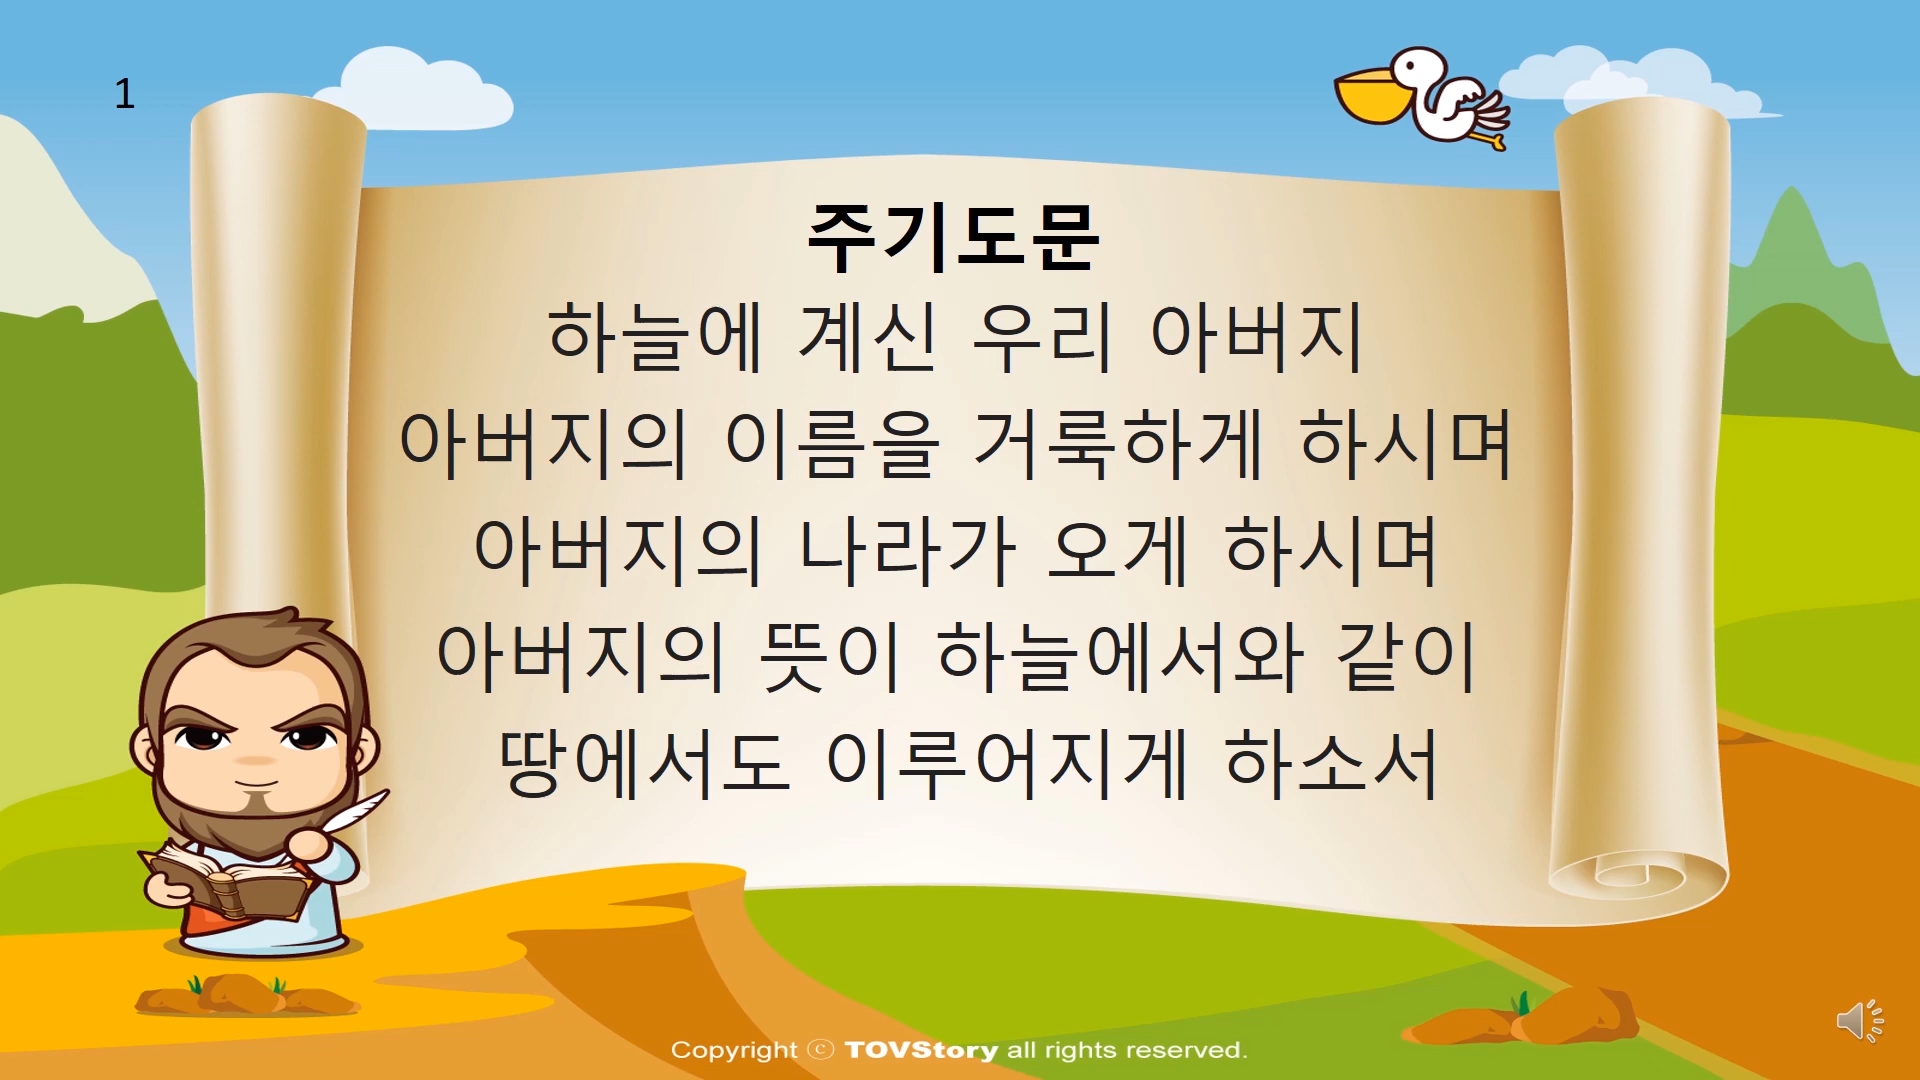 1
주기도문
하늘에 계신 우리 아버지
아버지의 이름을 거룩하게 하시며
아버지의 나라가 오게 하시며
아버지의 뜻이 하늘에서와 같이
땅에서도 이루어지게 하소서
Copyright ⓒ TOVStory all rights reserved.